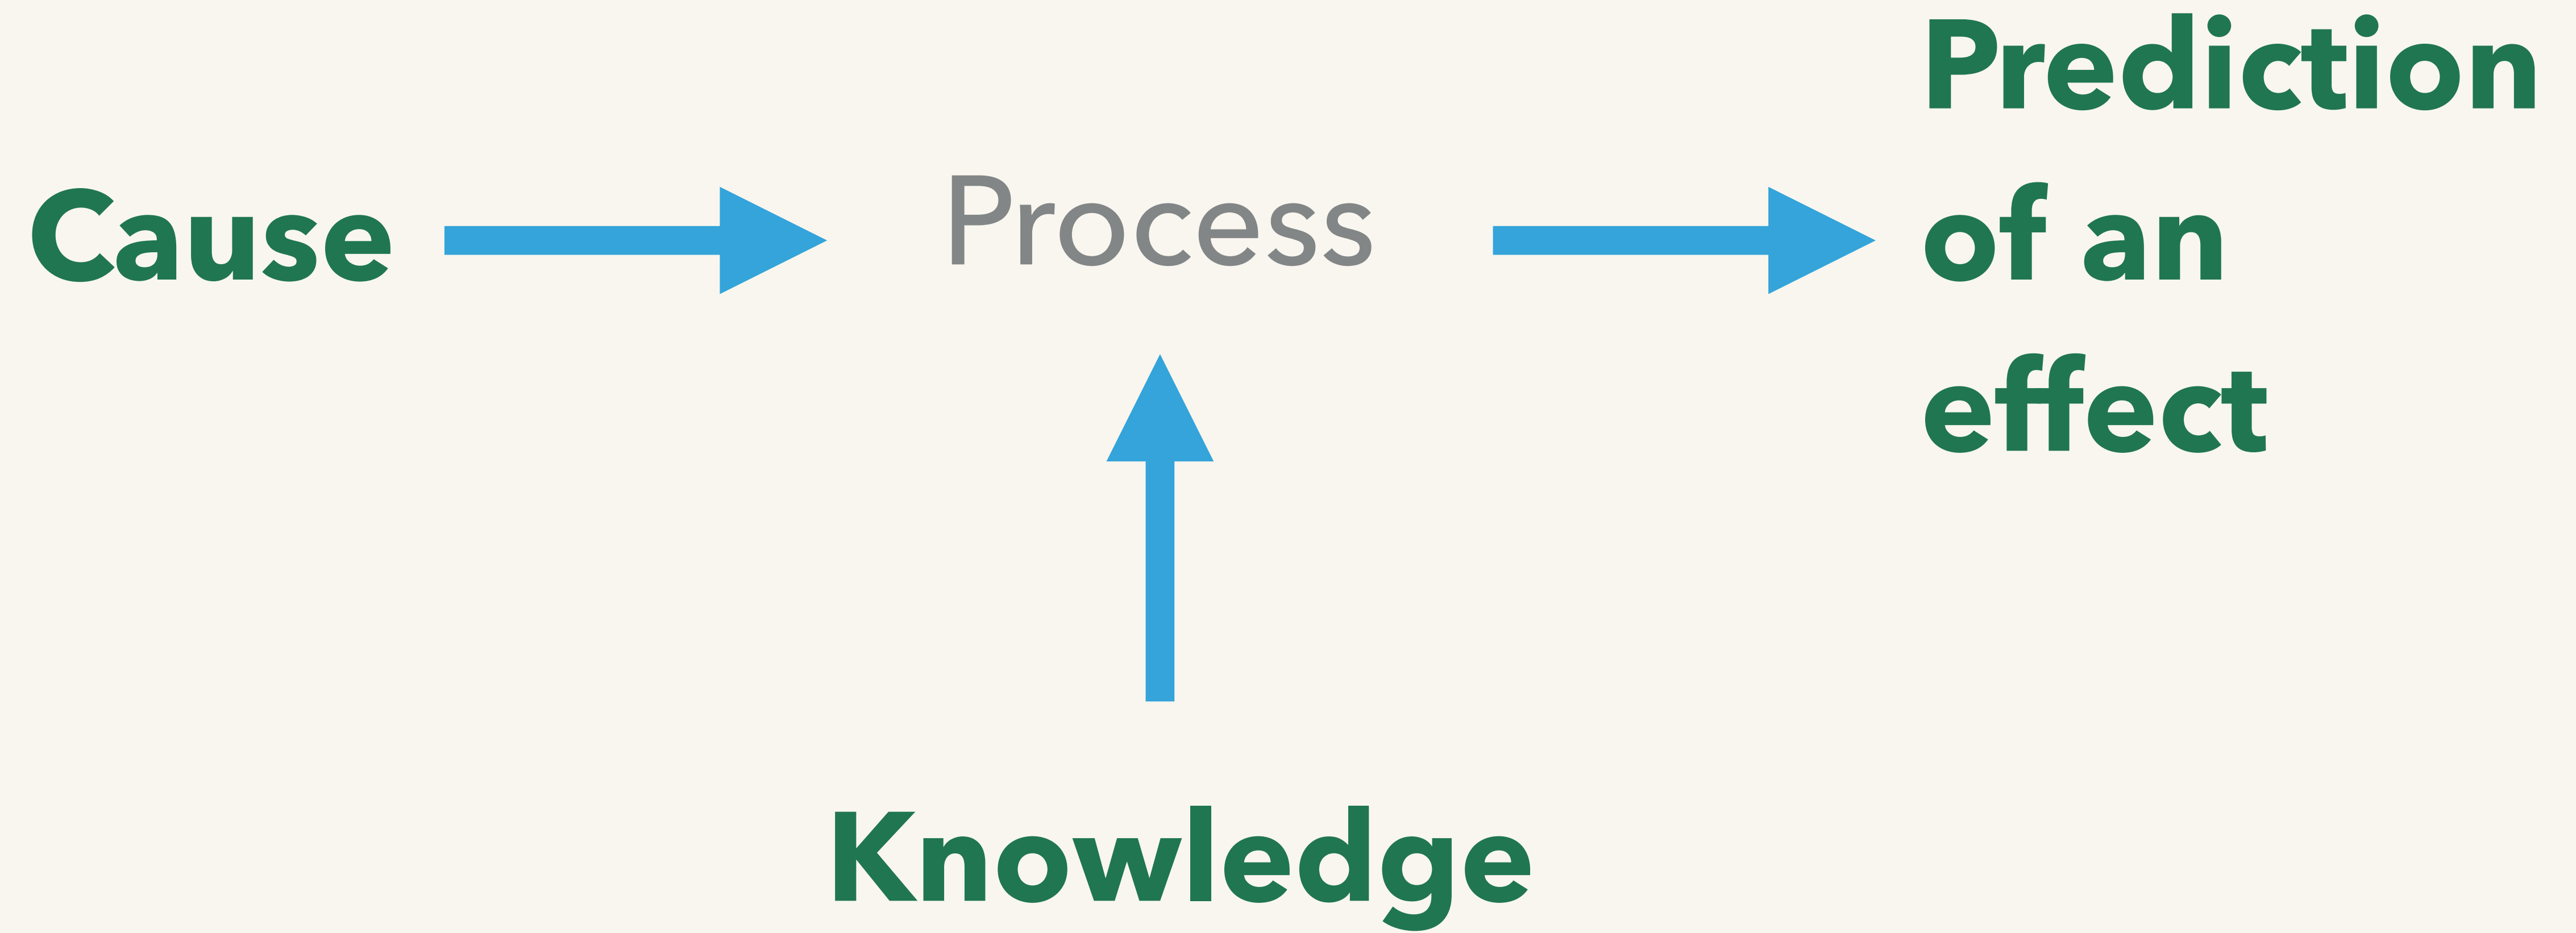 Cause
Process
Prediction
of an
effect
Knowledge